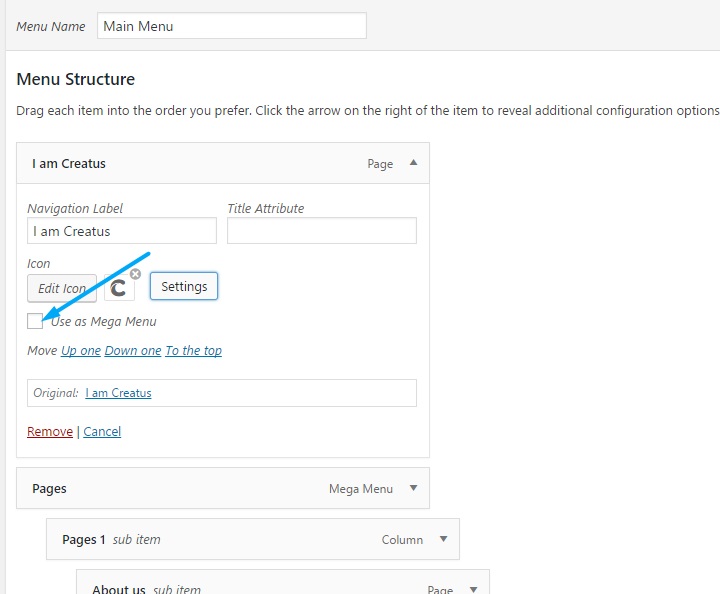 Menu Name Main Menu
Menu Structure
Drag each item into the order you prefer. Click the arrow on the right of the item to reveal additional configuration options
I am Creatus Page
Navigation Label Title Attribute
I am Creatus
Icon
Edit Icon C Settings
Use as Mega Menu
Move Up one Down one To the top
Original: I am Creatus
Remove | Cancel
Pages Mega Menu
Pages 1 sub item Column
About us sub item Page